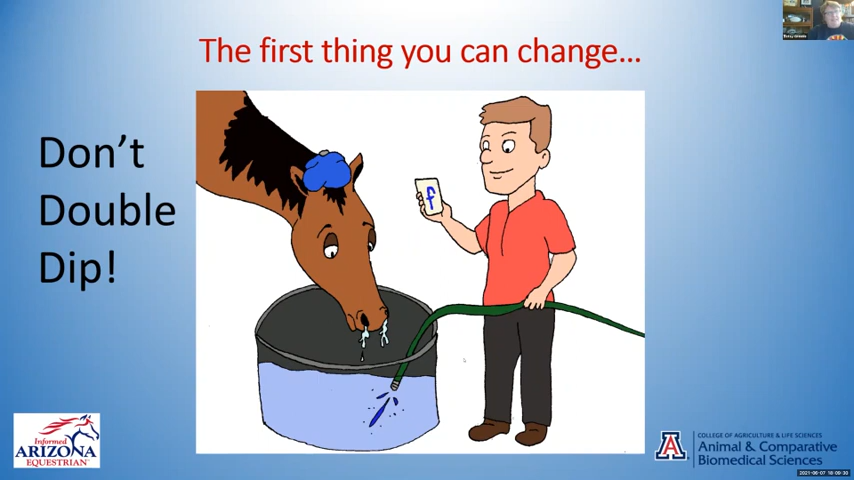 The first thing you can change...
Don't
Double
Dip!
f
Informed
ARIZONA
EQUESTRIAN
A
COLLEGE OF AGRICULTURE & LIFE SCIENCES
Animal & Comparative
Biomedical Sciences